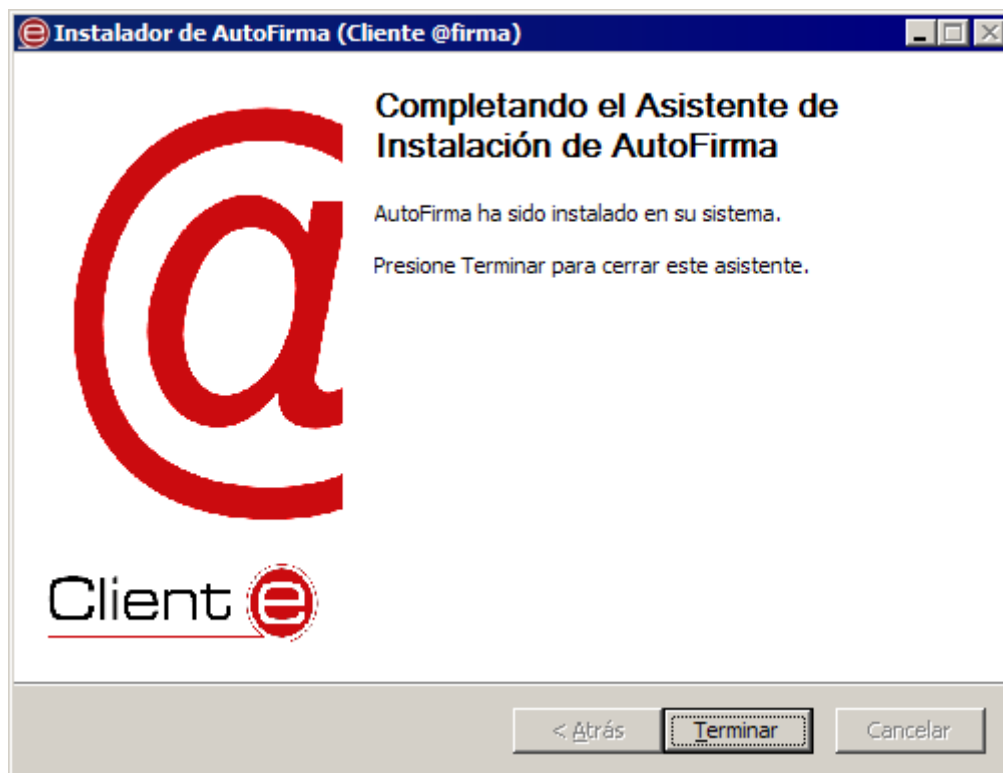 Instalador de AutoFirma (Cliente @firma)
Completando el Asistente de
Instalación de AutoFirma
AutoFirma ha sido instalado en su sistema.
Presione Terminar para cerrar este asistente.
@
Client e
< Atrás
Terminar
Cancelar